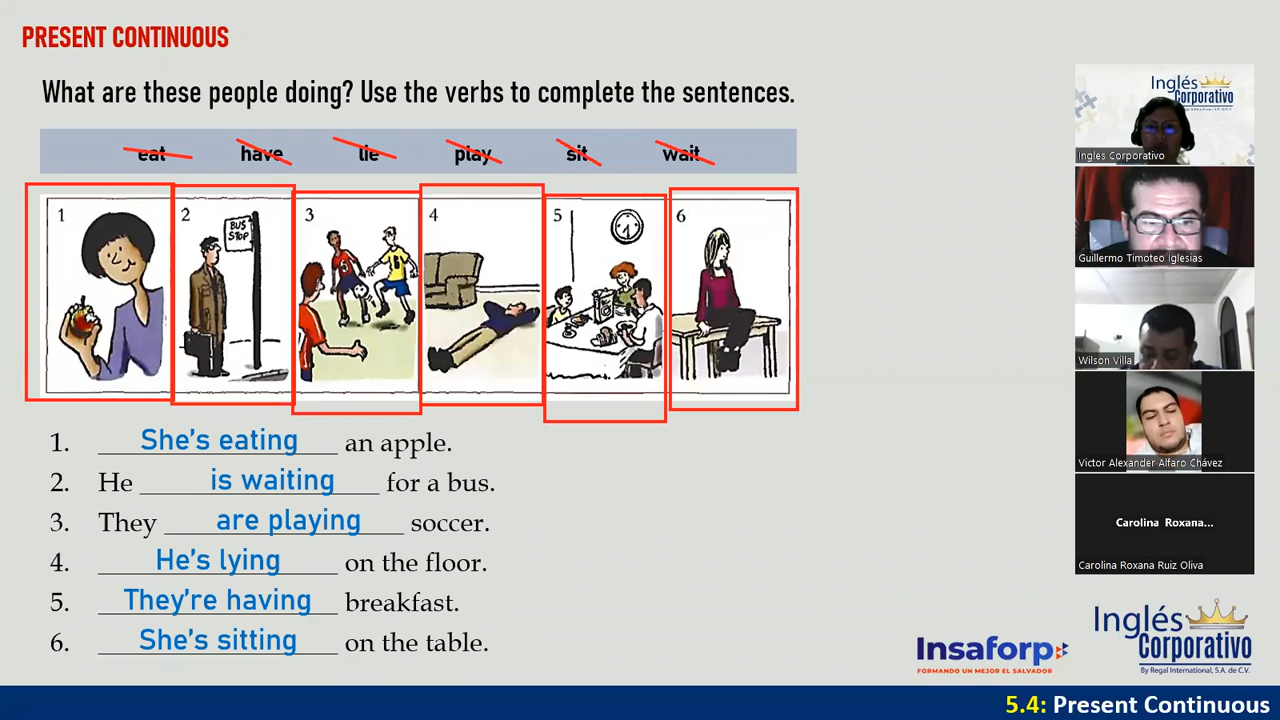 PRESENT CONTINUOUS
What are these people doing? Use the verbs to complete the sentences.
eat have lie play sit wait
1 2 3 4 5 6
BUS
STOP
1. She's eating an apple.
2. He is waiting for a bus.
3. They are playing soccer.
4. He's lying on the floor.
5. They're having breakfast.
6. She's sitting on the table.
Inglés
Corporativo
Ingles Corporativo
Guillermo Timoteo Iglesias
Wilson Villa
Victor Alexander Alfaro Chávez
Carolina Roxana...
Carolina Roxana Ruiz Oliva
Insaforp
FORMANDO UN MEJOR EL SALVADOR
Inglés
Corporativo
By Regal International, S.A. de C.V.
5.4: Present Continuous